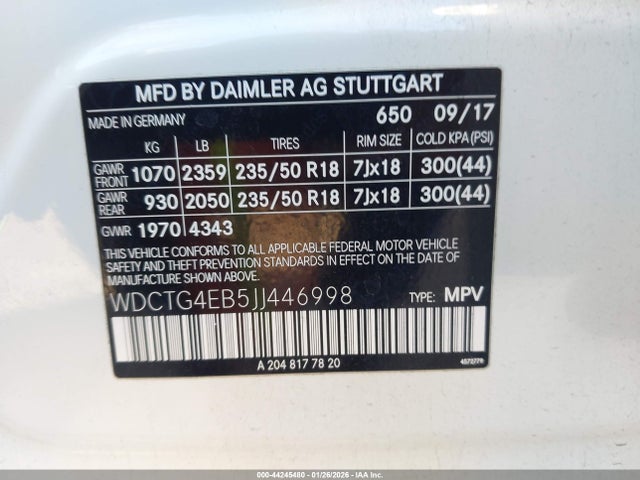 MFD BY DAIMLER AG STUTTGART
MADE IN GERMANY 650 09/17
KG LB TIRES RIM SIZE COLD KPA(PSI)
GAWR FRONT 1070 2359 235/50 R18 7Jx18 300(44)
GAWR REAR 930 2050 235/50 R18 7Jx18 300(44)
GVWR 1970 4343
THIS VEHICLE CONFORMS TO ALL APPLICABLE FEDERAL MOTOR VEHICLE
SAFETY AND THEFT PREVENTION STANDARDS IN EFFECT ON THE DATE OF
MANUFACTURE SHOWN ABOVE.
WDCTG4EB5JJ446998 TYPE: MPV
A 204 817 78 20
000-44245460 01/26/2026 - IAAI, Inc.